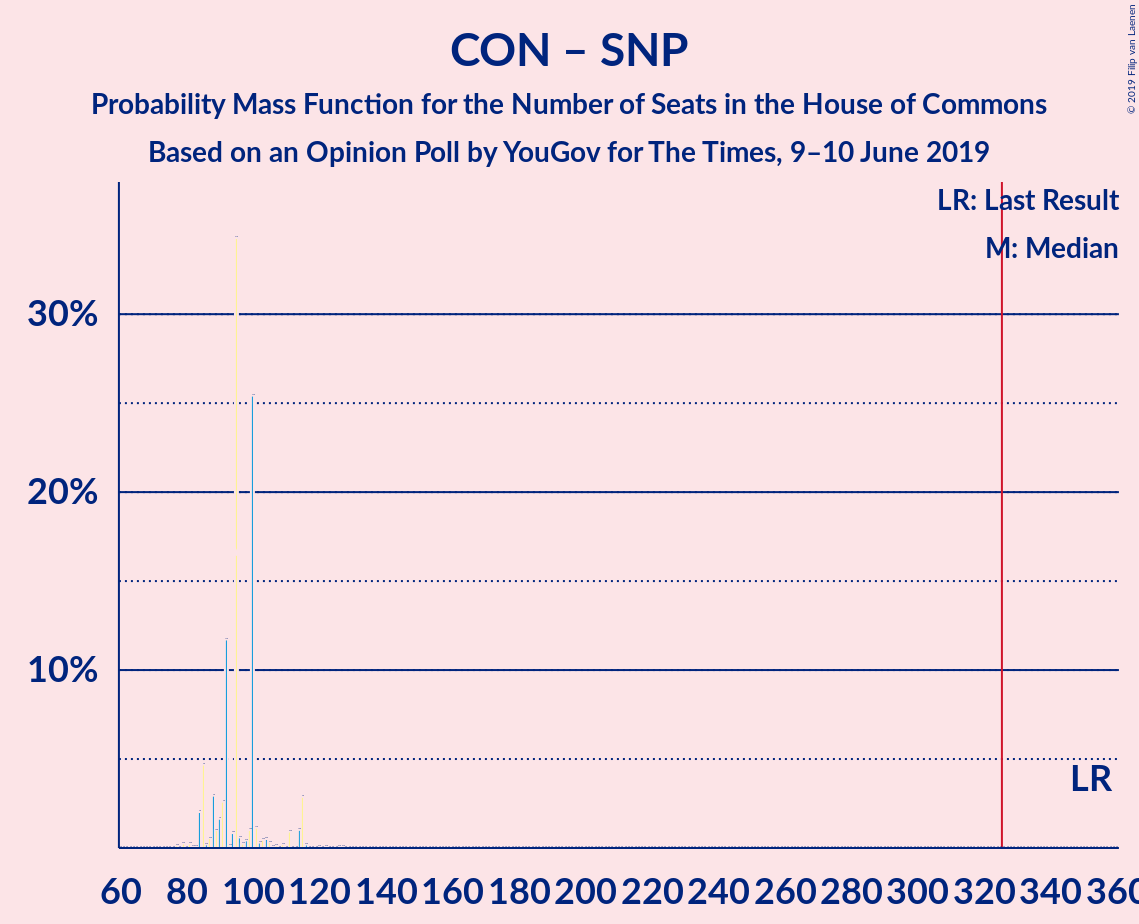 CON – SNP
Probability Mass Function for the Number of Seats in the House of Commons
Based on an Opinion Poll by YouGov for The Times, 9–10 June 2019
© 2019 Filip van Laenen
LR: Last Result
M: Median
30%
20%
10%
LR
60 80 100 120 140 160 180 200 220 240 260 280 300 320 340 360